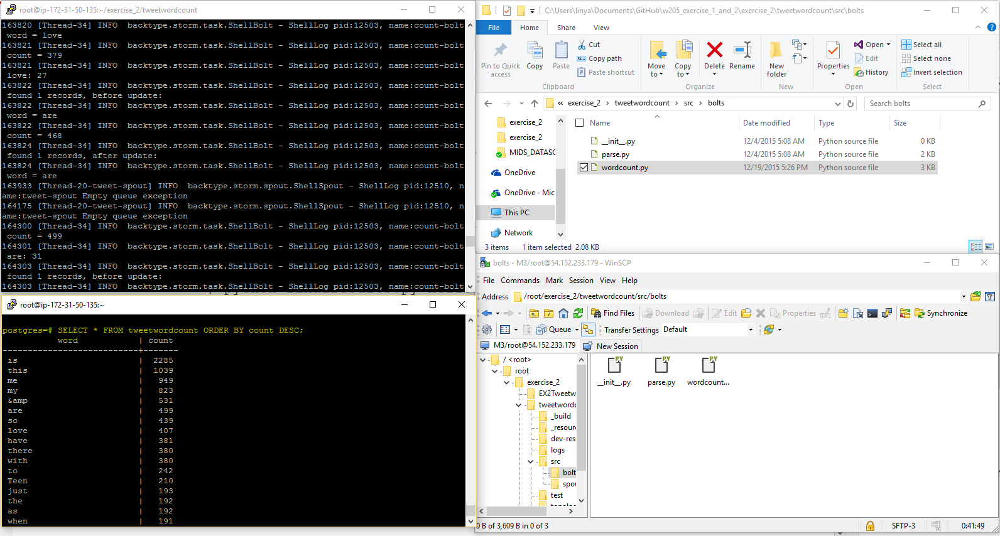 root@ip-172-31-50-135:~/exercise_2/tweetwordcount
163820 [Thread-34] INFO  backtype.storm.task.ShellBolt - ShellLog pid:12503, name:count-bolt
word = love
163821 [Thread-34] INFO  backtype.storm.task.ShellBolt - ShellLog pid:12503, name:count-bolt
count = 379
163821 [Thread-34] INFO  backtype.storm.task.ShellBolt - ShellLog pid:12503, name:count-bolt
love: 27
163822 [Thread-34] INFO  backtype.storm.task.ShellBolt - ShellLog pid:12503, name:count-bolt
found 1 records, before update:
163822 [Thread-34] INFO  backtype.storm.task.ShellBolt - ShellLog pid:12503, name:count-bolt
word = are
163822 [Thread-34] INFO  backtype.storm.task.ShellBolt - ShellLog pid:12503, name:count-bolt
count = 468
163824 [Thread-34] INFO  backtype.storm.task.ShellBolt - ShellLog pid:12503, name:count-bolt
found 1 records, after update:
163824 [Thread-34] INFO  backtype.storm.task.ShellBolt - ShellLog pid:12503, name:count-bolt
word = are
163933 [Thread-20-tweet-spout] INFO  backtype.storm.spout.ShellSpout - ShellLog pid:12510, n
ame:tweet-spout Empty queue exception
164175 [Thread-20-tweet-spout] INFO  backtype.storm.spout.ShellSpout - ShellLog pid:12510, n
ame:tweet-spout Empty queue exception
164300 [Thread-34] INFO  backtype.storm.task.ShellBolt - ShellLog pid:12503, name:count-bolt
count = 499
164301 [Thread-34] INFO  backtype.storm.task.ShellBolt - ShellLog pid:12503, name:count-bolt
are: 31
164303 [Thread-34] INFO  backtype.storm.task.ShellBolt - ShellLog pid:12503, name:count-bolt
found 1 records, before update:
164303 [Thread-34] INFO  backtype.storm.task.ShellBolt - ShellLog pid:12503, name:count-bolt
root@ip-172-31-50-135:~
postgres=# SELECT * FROM tweetwordcount ORDER BY count DESC;
word | count
---------------------------+-------
is | 2285
this | 1039
me | 949
my | 823
&amp | 531
are | 499
so | 439
love | 407
have | 381
there | 380
with | 380
to | 242
Teen | 210
just | 193
the | 192
as | 192
when | 191
C:\Users\linya\Documents\GitHub\w205_exercise_1_and_2\exercise_2\tweetwordcount\src\bolts
File Home Share View
Pin to Quick access
Copy
Paste
Cut
Copy path
Paste shortcut
Move to
Copy to
Delete
Rename
New folder
Properties
Open
Edit
History
Select all
Select none
Invert selection
Clipboard Organize New Open Select
« exercise_2 > tweetwordcount > src > bolts
Search bolts
exercise_2
exercise_2
MIDS_DATASC
OneDrive
OneDrive - Mic
This PC
Network
Name Date modified Type Size
__init__.py 12/4/2015 5:08 AM Python source file 0 KB
parse.py 12/4/2015 5:08 AM Python source file 2 KB
wordcount.py 12/19/2015 5:26 PM Python source file 3 KB
3 items 1 item selected 2.08 KB
bolts - M3/root@54.152.233.179 - WinSCP
File Commands Mark Session View Help
Address /root/exercise_2/tweetwordcount/src/bolts
Find Files Download Edit Properties Synchronize
Queue Transfer Settings Default
M3/root@54.152.233.179 New Session
/ <root>
root
exercise_2
EX2Tweetw
tweetwordc
_build
_resour
dev-res
logs
src
bolt
spou
test
__init__.py
parse.py
wordcount...
0 B of 3,609 B in 0 of 3
SFTP-3 0:41:49